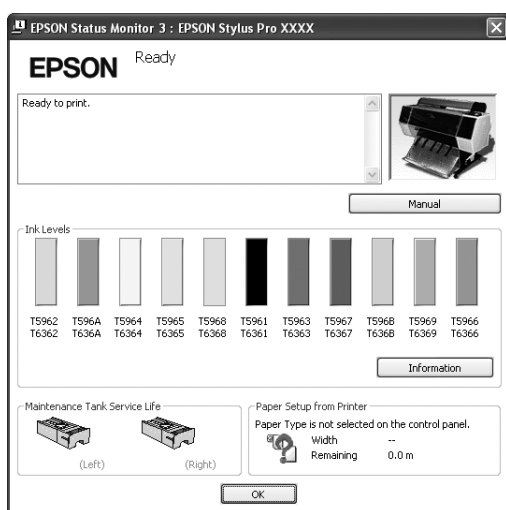 EPSON Status Monitor 3 : EPSON Stylus Pro XXXX
EPSON
Ready
Ready to print.
Manual
Ink Levels
T5962 T596A T5964 T5965 T5968 T5961 T5963 T5967 T596B T5969 T5966
T6362 T636A T6364 T6365 T6368 T6361 T6363 T6367 T636B T6369 T6366
Information
Maintenance Tank Service Life
(Left)
(Right)
Paper Setup from Printer
Paper Type is not selected on the control panel.
Width --
Remaining 0.0 m
OK